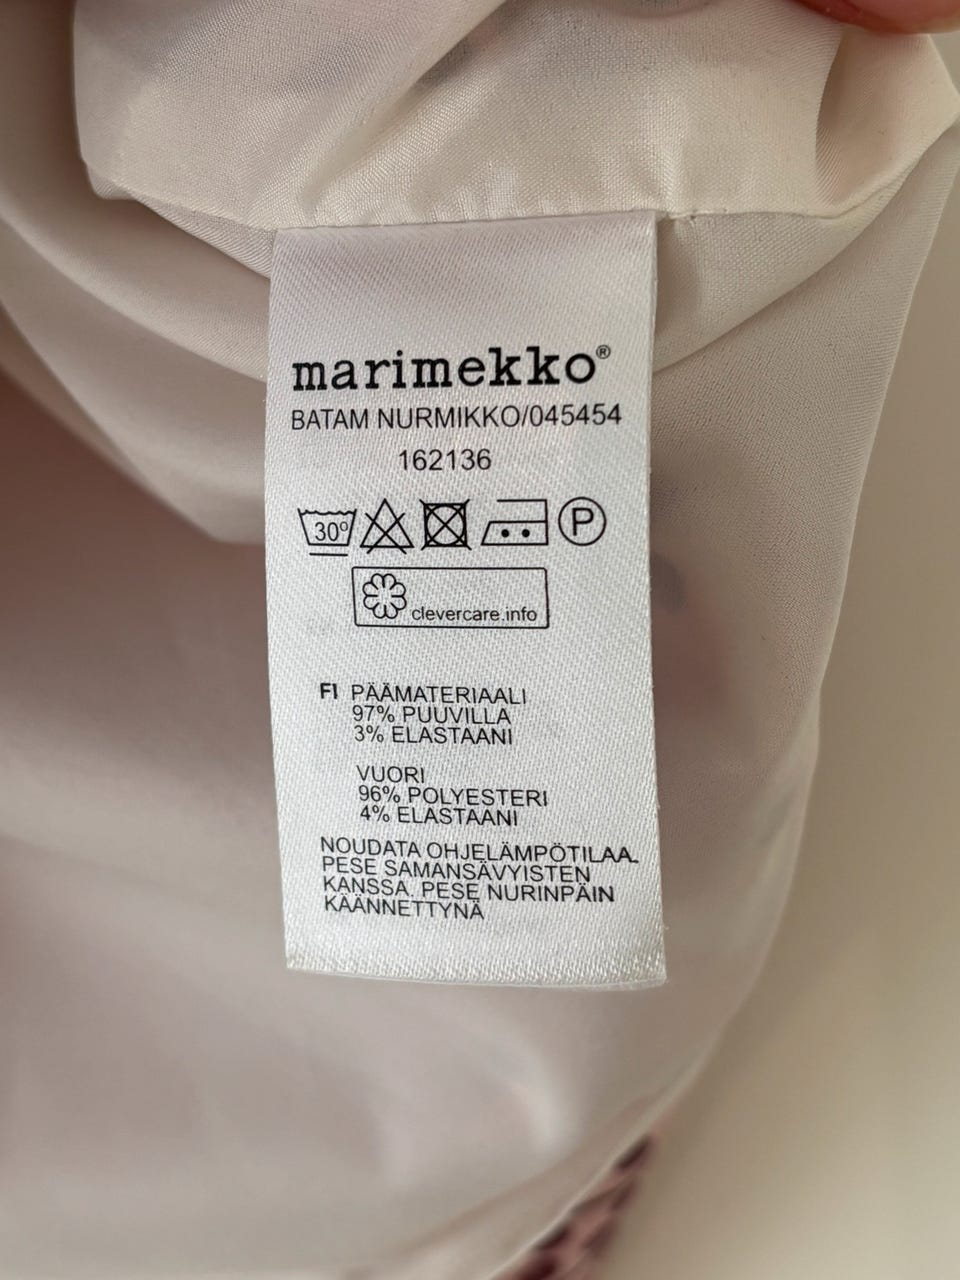 marimekko®
BATAM NURMIKKO/045454
162136
30° P
clevercare.info
FI PÄÄMATERIAALI
97% PUUVILLA
3% ELASTAANI
VUORI
96% POLYESTERI
4% ELASTAANI
NOUDATA OHJELÄMPÖTILAA.
PESE SAMANSÄVYISTEN
KANSSA. PESE NURINPÄIN
KÄÄNNETTYNÄ